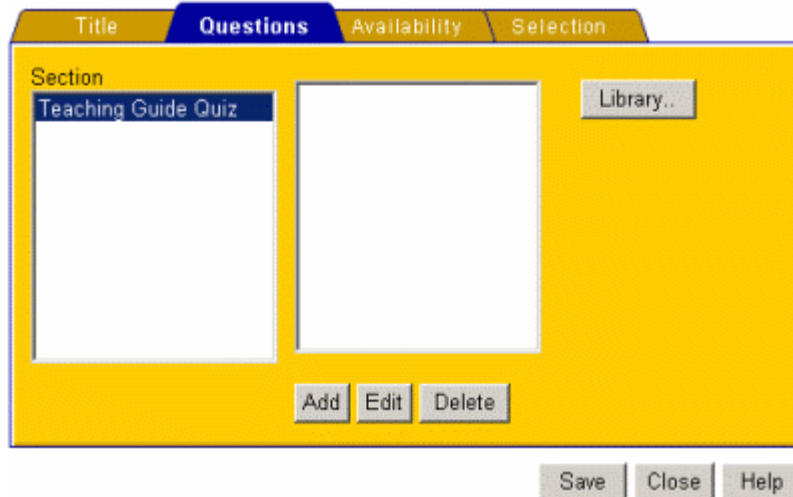 Title Questions Availability Selection
Section
Teaching Guide Quiz
Library..
Add Edit Delete
Save Close Help